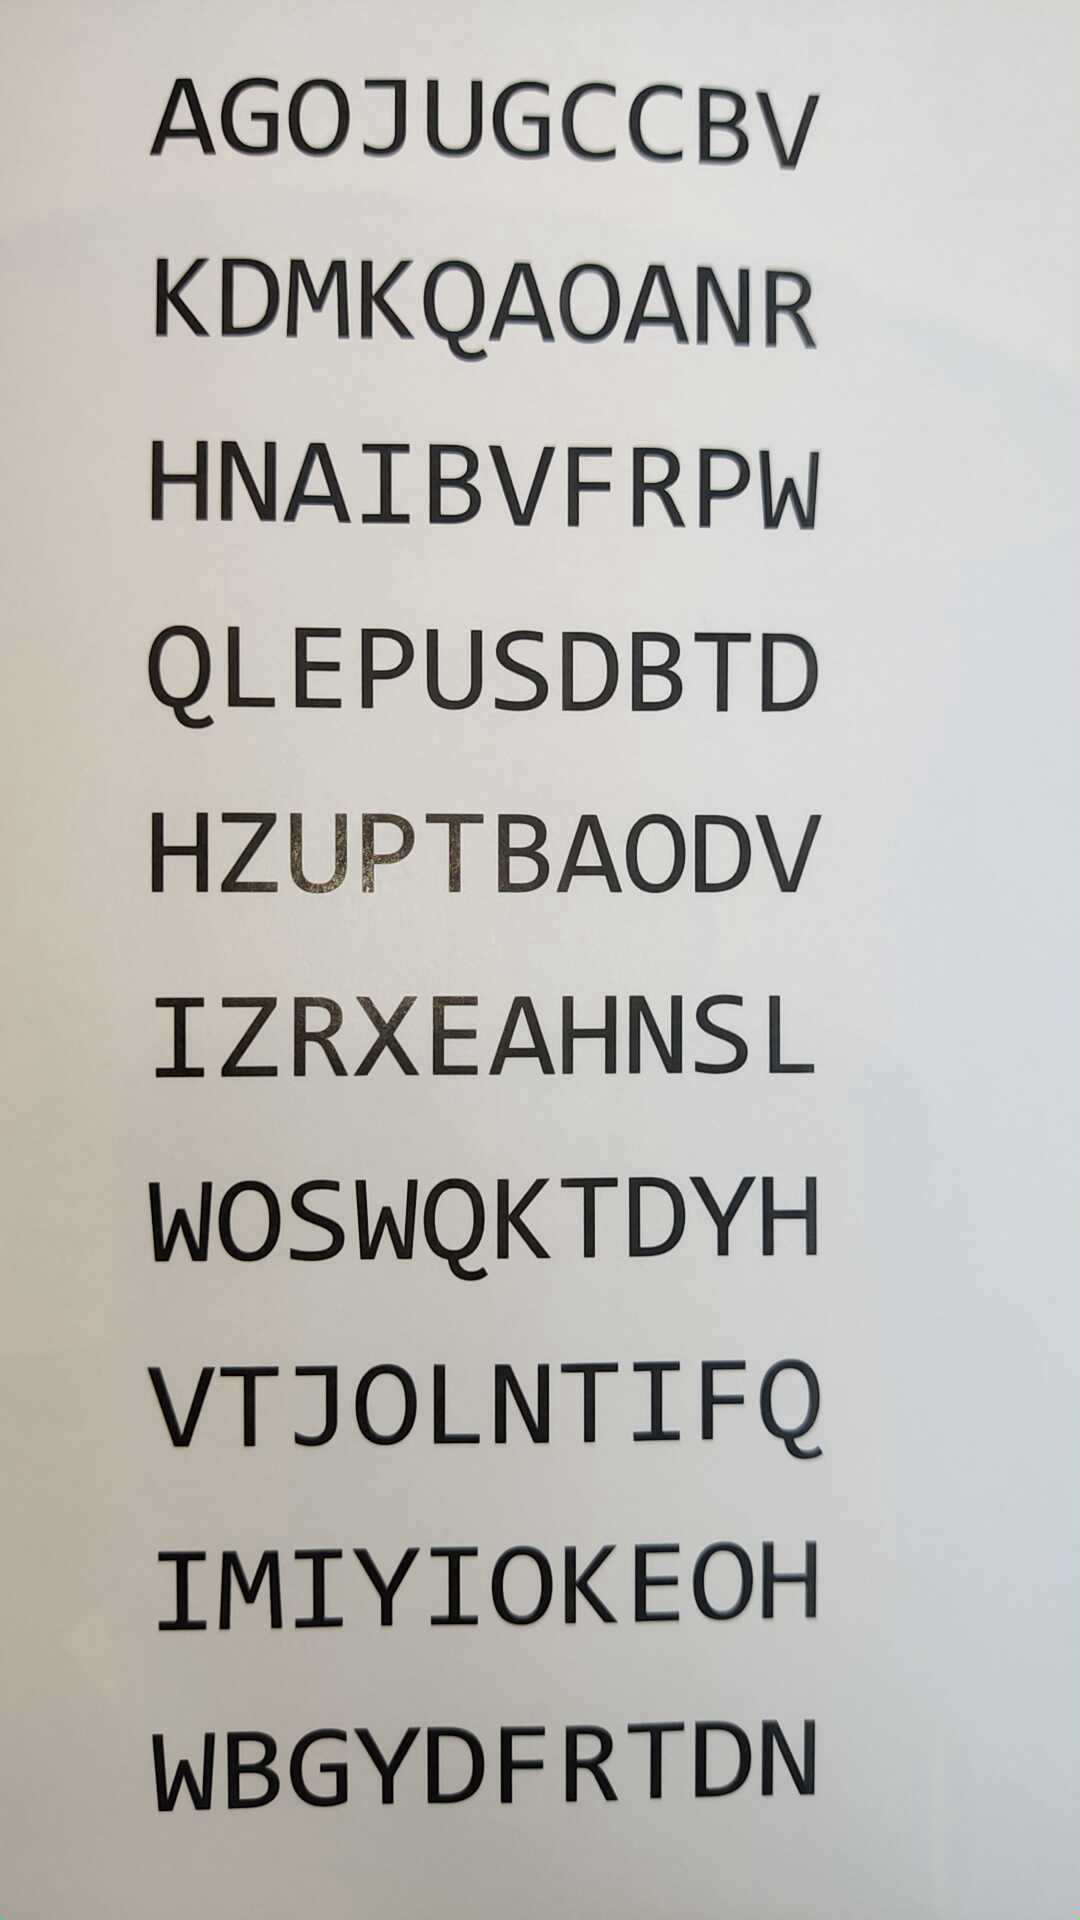 AGOJUGCCBV
KDMKQAOANR
HNAIBVFRPW
QLEPUSDBTD
HZUPTBAODV
IZRXEAHNSL
WOSWQKTDYH
VTJOLNTIFQ
IMIYIOKEOH
WBGYDFRTDN